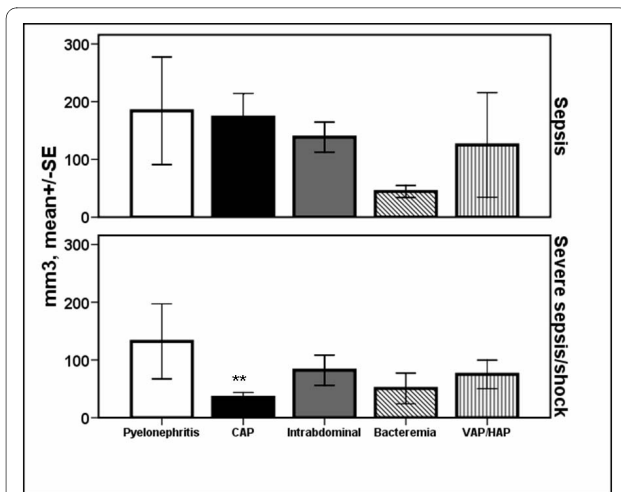 mm3, mean+/-SE
300
200
100
0
Sepsis
300
200
100
0
Severe sepsis/shock
**
Pyelonephritis CAP Intrabdominal Bacteremia VAP/HAP